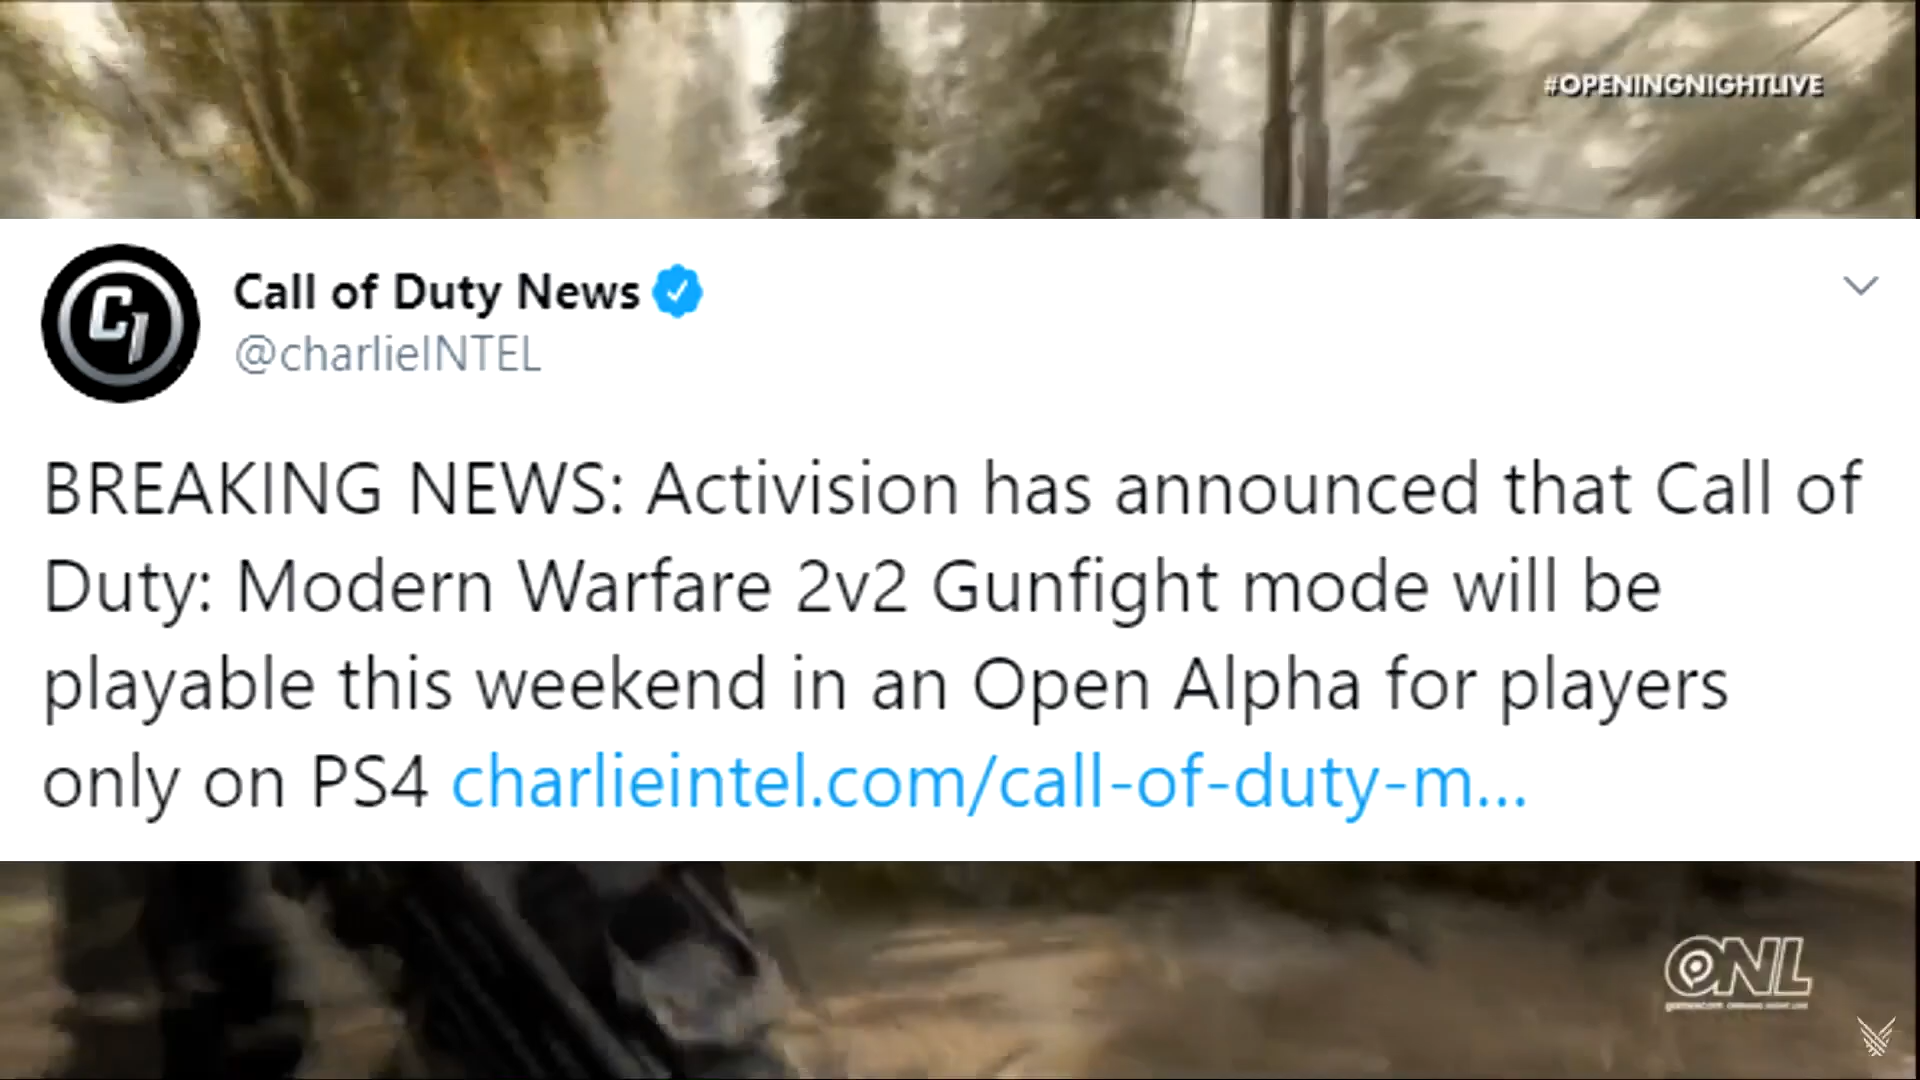 #OPENINGNIGHTLIVE
Call of Duty News
@charlieINTEL
BREAKING NEWS: Activision has announced that Call of
Duty: Modern Warfare 2v2 Gunfight mode will be
playable this weekend in an Open Alpha for players
only on PS4 charlieintel.com/call-of-duty-m...
ONL